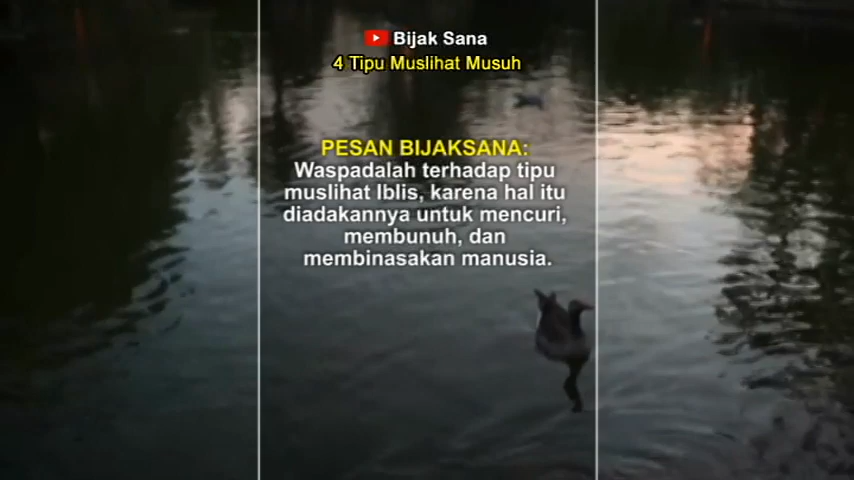 Bijak Sana
4 Tipu Muslihat Musuh
PESAN BIJAKSANA:
Waspadalah terhadap tipu
muslihat Iblis, karena hal itu
diadakannya untuk mencuri,
membunuh, dan
membinasakan manusia.